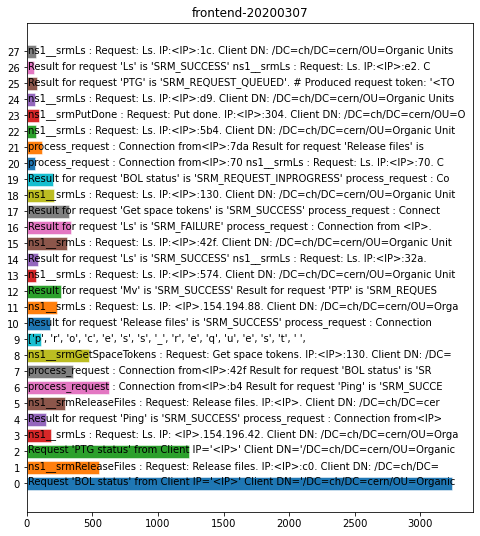 frontend-20200307
27 ns1__srmLs : Request: Ls. IP:<IP>:1c. Client DN: /DC=ch/DC=cern/OU=Organic Units
26 Result for request 'Ls' is 'SRM_SUCCESS' ns1__srmLs : Request: Ls. IP:<IP>:e2. C
25 Result for request 'PTG' is 'SRM_REQUEST_QUEUED'. # Produced request token: '<TO
24 ns1__srmLs : Request: Ls. IP:<IP>:d9. Client DN: /DC=ch/DC=cern/OU=Organic Units
23 ns1__srmPutDone : Request: Put done. IP:<IP>:304. Client DN: /DC=ch/DC=cern/OU=O
22 ns1__srmLs : Request: Ls. IP:<IP>:5b4. Client DN: /DC=ch/DC=cern/OU=Organic Unit
21 process_request : Connection from<IP>:7da Result for request 'Release files' is
20 process_request : Connection from<IP>:70 ns1__srmLs : Request: Ls. IP:<IP>:70. C
19 Result for request 'BOL status' is 'SRM_REQUEST_INPROGRESS' process_request : Co
18 ns1__srmLs : Request: Ls. IP:<IP>:130. Client DN: /DC=ch/DC=cern/OU=Organic Unit
17 Result for request 'Get space tokens' is 'SRM_SUCCESS' process_request : Connect
16 Result for request 'Ls' is 'SRM_FAILURE' process_request : Connection from <IP>.
15 ns1__srmLs : Request: Ls. IP:<IP>:42f. Client DN: /DC=ch/DC=cern/OU=Organic Unit
14 Result for request 'Ls' is 'SRM_SUCCESS' ns1__srmLs : Request: Ls. IP:<IP>:32a.
13 ns1__srmLs : Request: Ls. IP:<IP>:574. Client DN: /DC=ch/DC=cern/OU=Organic Unit
12 Result for request 'Mv' is 'SRM_SUCCESS' Result for request 'PTP' is 'SRM_REQUES
11 ns1__srmLs : Request: Ls. IP: <IP>.154.194.88. Client DN: /DC=ch/DC=cern/OU=Orga
10 Result for request 'Release files' is 'SRM_SUCCESS' process_request : Connection
9 ['p', 'r', 'o', 'c', 'e', 's', 's', '_', 'r', 'e', 'q', 'u', 'e', 's', 't', ' ',
8 ns1__srmGetSpaceTokens : Request: Get space tokens. IP:<IP>:130. Client DN: /DC=
7 process_request : Connection from<IP>:42f Result for request 'BOL status' is 'SR
6 process_request : Connection from<IP>:b4 Result for request 'Ping' is 'SRM_SUCCE
5 ns1__srmReleaseFiles : Request: Release files. IP:<IP>. Client DN: /DC=ch/DC=cer
4 Result for request 'Ping' is 'SRM_SUCCESS' process_request : Connection from<IP>
3 ns1__srmLs : Request: Ls. IP: <IP>.154.196.42. Client DN: /DC=ch/DC=cern/OU=Orga
2 Request 'PTG status' from Client IP='<IP>' Client DN='/DC=ch/DC=cern/OU=Organic
1 ns1__srmReleaseFiles : Request: Release files. IP:<IP>:c0. Client DN: /DC=ch/DC=
0 Request 'BOL status' from Client IP='<IP>' Client DN='/DC=ch/DC=cern/OU=Organic
0 500 1000 1500 2000 2500 3000